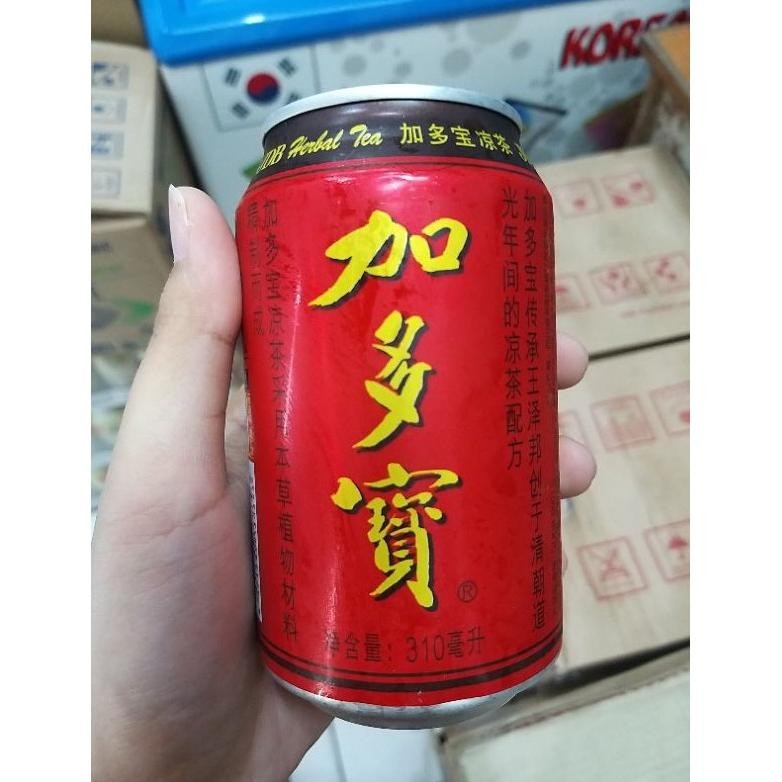 KOREA
JDB Herbal Tea 加多宝凉茶
加多寶
®
加多宝凉茶采用本草植物材料
精制而成
加多宝传承王泽邦创于清朝道
光年间的凉茶配方
净含量：310毫升